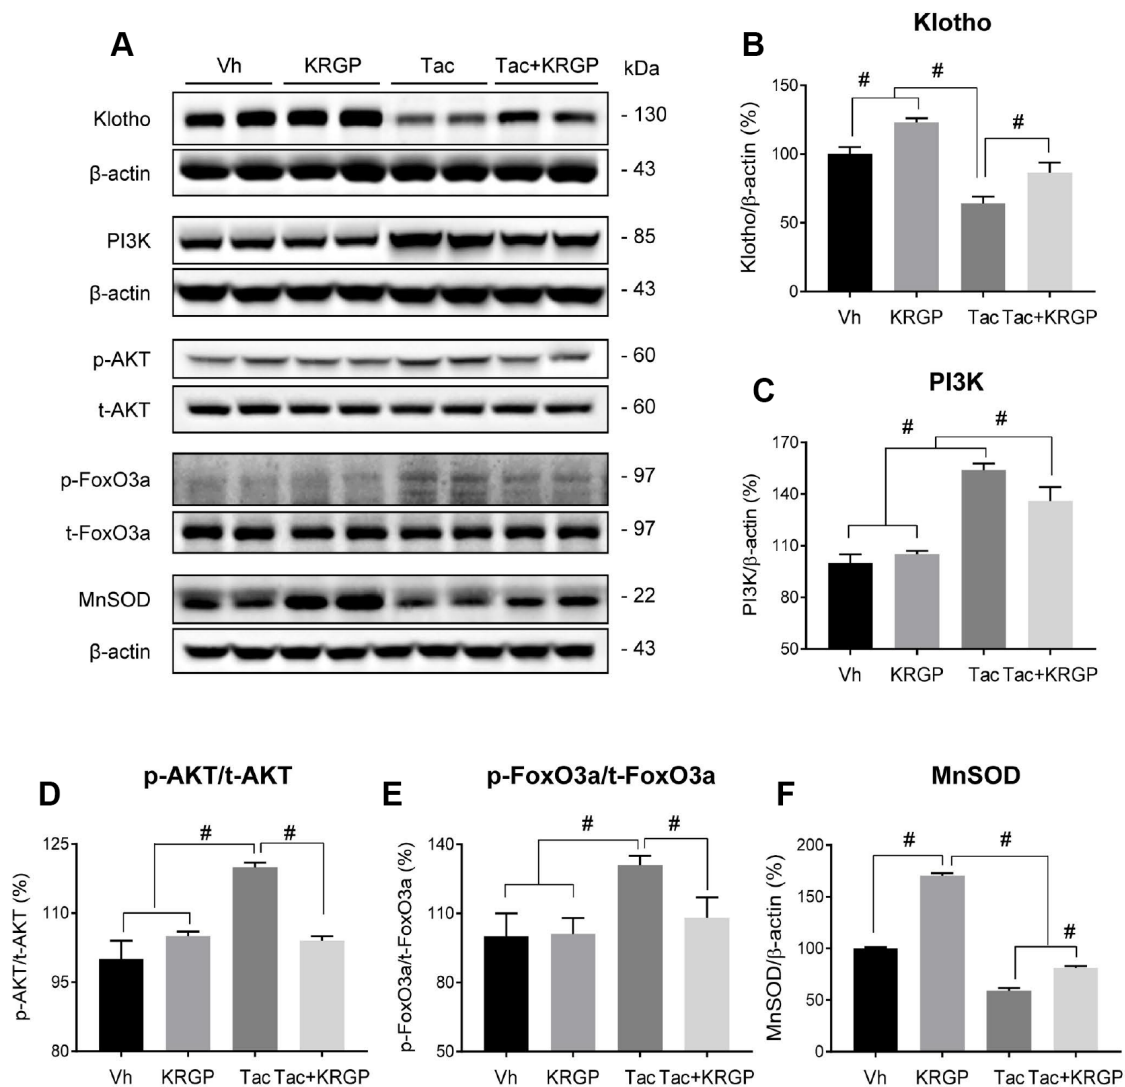 A
Vh KRGP Tac Tac+KRGP kDa
Klotho - 130
β-actin - 43
PI3K - 85
β-actin - 43
p-AKT - 60
t-AKT - 60
p-FoxO3a - 97
t-FoxO3a - 97
MnSOD - 22
β-actin - 43
B
Klotho
Klotho/β-actin (%)
150
100
50
0
# # #
Vh KRGP Tac Tac+KRGP
C
PI3K
PI3K/β-actin (%)
170
140
110
80
50
# #
Vh KRGP Tac Tac+KRGP
D
p-AKT/t-AKT
p-AKT/t-AKT (%)
125
110
95
80
# #
Vh KRGP Tac Tac+KRGP
E
p-FoxO3a/t-FoxO3a
p-FoxO3a/t-FoxO3a (%)
140
110
80
50
# #
Vh KRGP Tac Tac+KRGP
F
MnSOD
MnSOD/β-actin (%)
200
150
100
50
0
# # #
Vh KRGP Tac Tac+KRGP